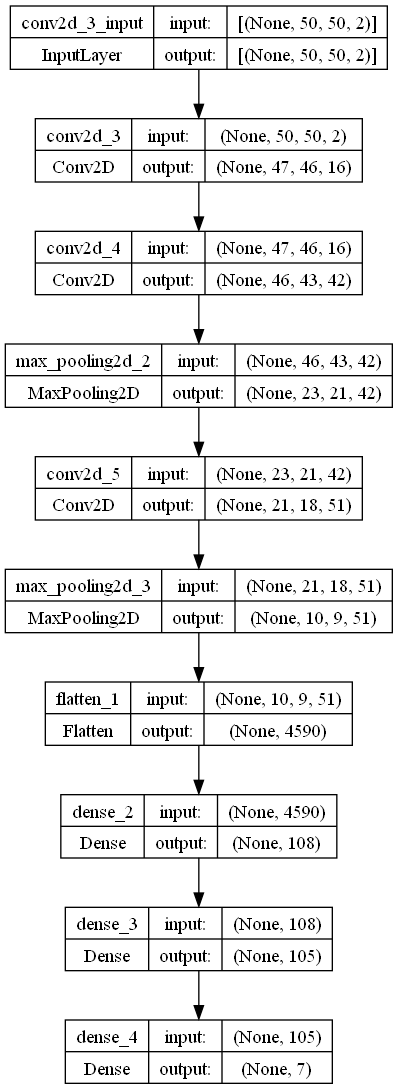 conv2d_3_input input: [(None, 50, 50, 2)]
InputLayer output: [(None, 50, 50, 2)]
conv2d_3 input: (None, 50, 50, 2)
Conv2D output: (None, 47, 46, 16)
conv2d_4 input: (None, 47, 46, 16)
Conv2D output: (None, 46, 43, 42)
max_pooling2d_2 input: (None, 46, 43, 42)
MaxPooling2D output: (None, 23, 21, 42)
conv2d_5 input: (None, 23, 21, 42)
Conv2D output: (None, 21, 18, 51)
max_pooling2d_3 input: (None, 21, 18, 51)
MaxPooling2D output: (None, 10, 9, 51)
flatten_1 input: (None, 10, 9, 51)
Flatten output: (None, 4590)
dense_2 input: (None, 4590)
Dense output: (None, 108)
dense_3 input: (None, 108)
Dense output: (None, 105)
dense_4 input: (None, 105)
Dense output: (None, 7)